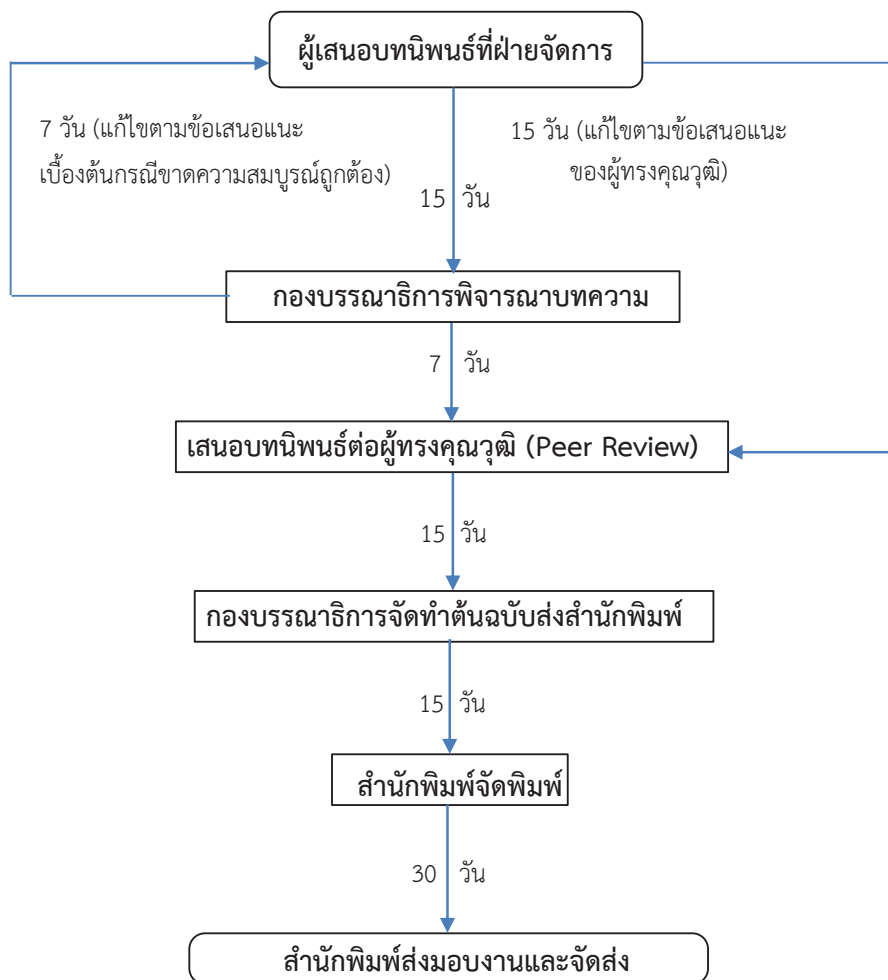 ผู้เสนอบทนิพนธ์ที่ฝ่ายจัดการ
7 วัน (แก้ไขตามข้อเสนอแนะ
เบื้องต้นกรณีขาดความสมบูรณ์ถูกต้อง)
15 วัน (แก้ไขตามข้อเสนอแนะ
ของผู้ทรงคุณวุฒิ)
15 วัน
กองบรรณาธิการพิจารณาบทความ
7 วัน
เสนอบทนิพนธ์ต่อผู้ทรงคุณวุฒิ (Peer Review)
15 วัน
กองบรรณาธิการจัดทำต้นฉบับส่งสำนักพิมพ์
15 วัน
สำนักพิมพ์จัดพิมพ์
30 วัน
สำนักพิมพ์ส่งมอบงานและจัดส่ง